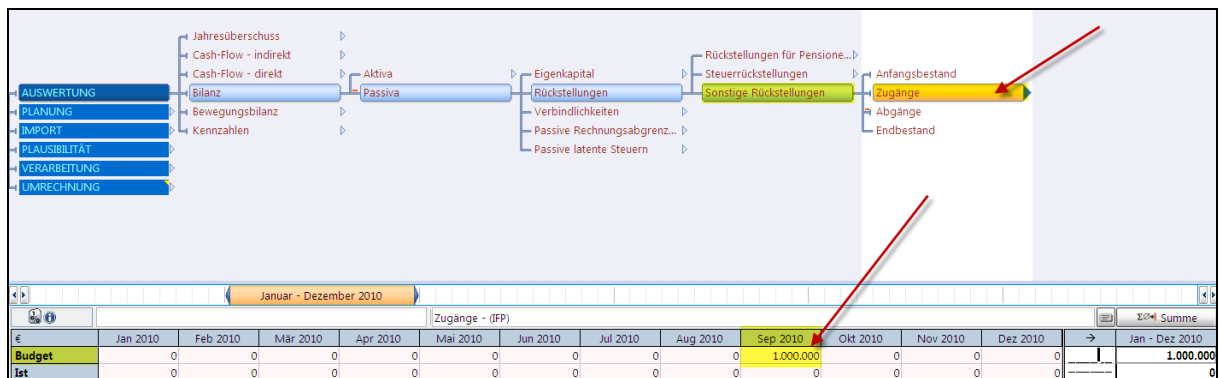 Jahresüberschuss
Cash-Flow - indirekt Rückstellungen für Pensione...
Cash-Flow - direkt Aktiva Eigenkapital Steuerrückstellungen Anfangsbestand
AUSWERTUNG Bilanz Passiva Rückstellungen Sonstige Rückstellungen Zugänge
PLANUNG Bewegungsbilanz Verbindlichkeiten Abgänge
IMPORT Kennzahlen Passive Rechnungsabgrenz... Endbestand
PLAUSIBILITÄT Passive latente Steuern
VERARBEITUNG
UMRECHNUNG
Januar - Dezember 2010
Zugänge - (IFP) ΣØ Summe
€ Jan 2010 Feb 2010 Mär 2010 Apr 2010 Mai 2010 Jun 2010 Jul 2010 Aug 2010 Sep 2010 Okt 2010 Nov 2010 Dez 2010 → Jan - Dez 2010
Budget 0 0 0 0 0 0 0 0 1.000.000 0 0 0 1.000.000
Ist 0 0 0 0 0 0 0 0 0 0 0 0 0